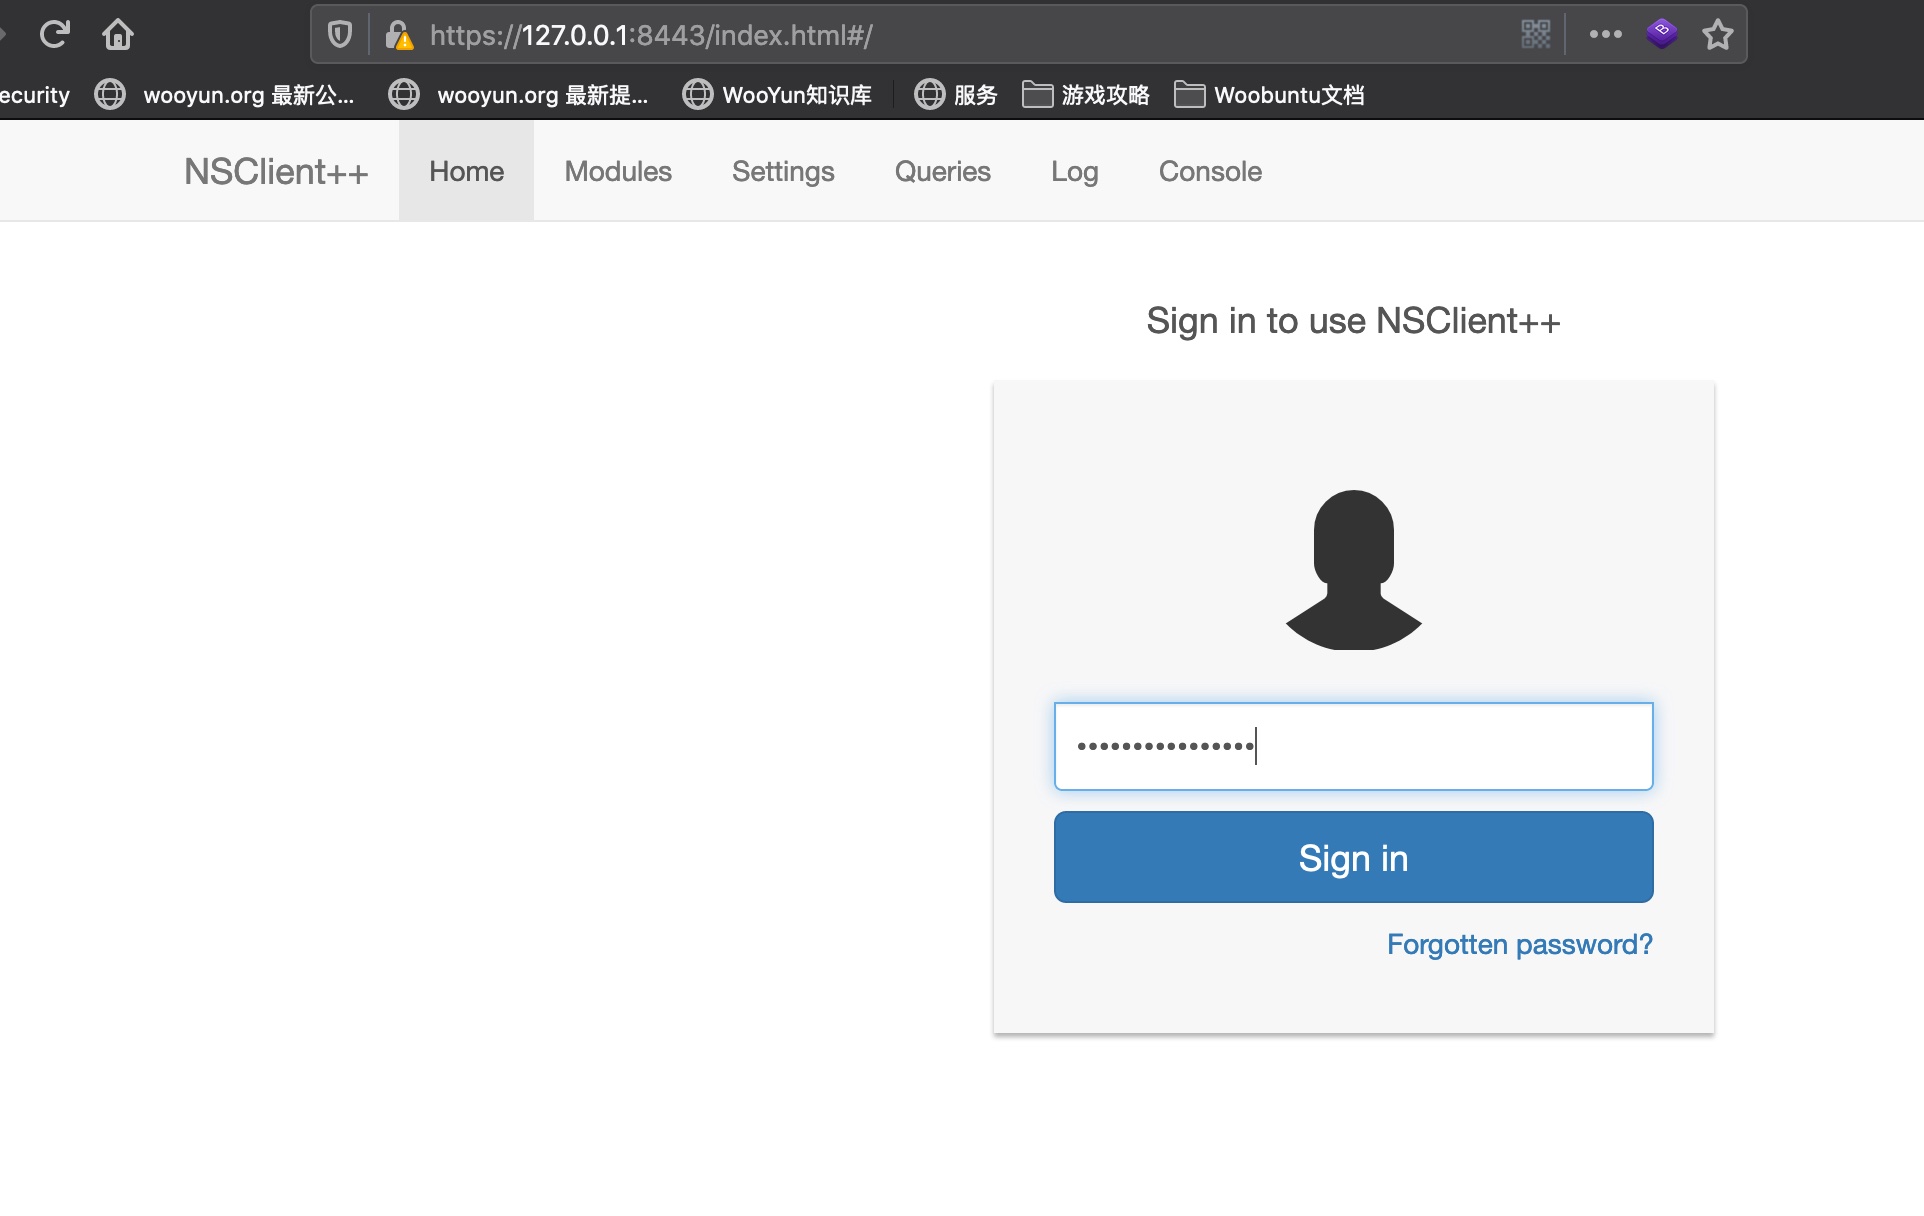 https://127.0.0.1:8443/index.html#/
ecurity wooyun.org 最新公... wooyun.org 最新提... WooYun知识库 服务 游戏攻略 Woobuntu文档
NSClient++ Home Modules Settings Queries Log Console
Sign in to use NSClient++
••••••••••••••••
Sign in
Forgotten password?